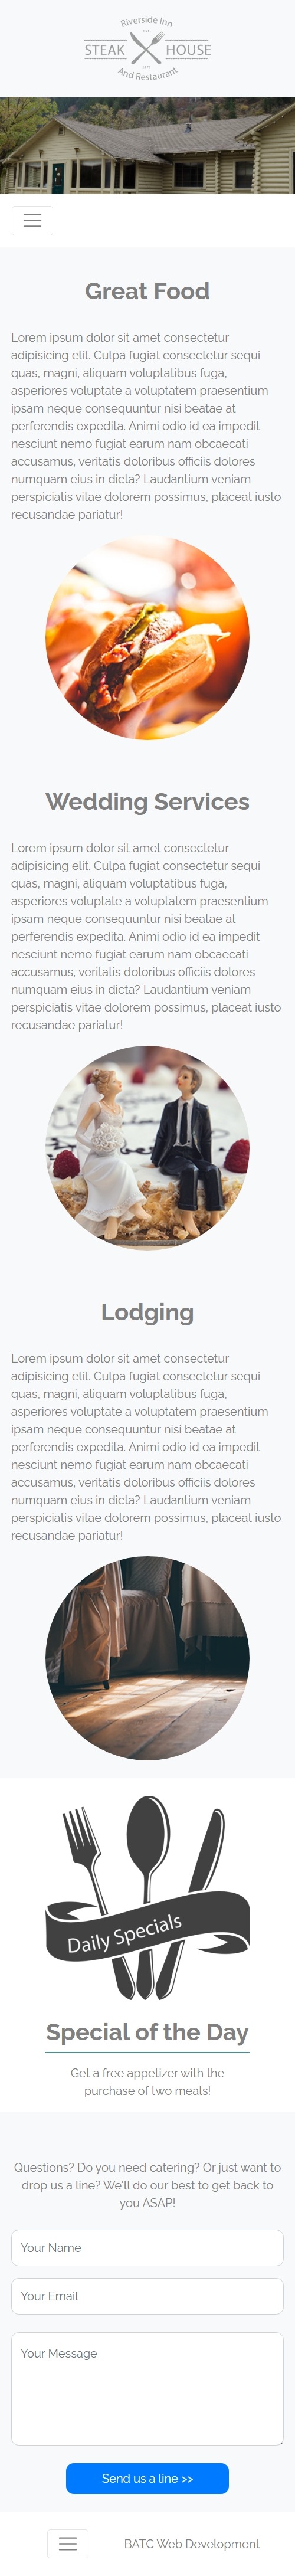 Riverside Inn
STEAK HOUSE
And Restaurant
Great Food
Lorem ipsum dolor sit amet consectetur
adipisicing elit. Culpa fugiat consectetur sequi
quas, magni, aliquam voluptatibus fuga,
asperiores voluptate a voluptatem praesentium
ipsam neque consequuntur nisi beatae at
perferendis expedita. Animi odio id ea impedit
nesciunt nemo fugiat earum nam obcaecati
accusamus, veritatis doloribus officiis dolores
numquam eius in dicta? Laudantium veniam
perspiciatis vitae dolorem possimus, placeat iusto
recusandae pariatur!
Wedding Services
Lorem ipsum dolor sit amet consectetur
adipisicing elit. Culpa fugiat consectetur sequi
quas, magni, aliquam voluptatibus fuga,
asperiores voluptate a voluptatem praesentium
ipsam neque consequuntur nisi beatae at
perferendis expedita. Animi odio id ea impedit
nesciunt nemo fugiat earum nam obcaecati
accusamus, veritatis doloribus officiis dolores
numquam eius in dicta? Laudantium veniam
perspiciatis vitae dolorem possimus, placeat iusto
recusandae pariatur!
Lodging
Lorem ipsum dolor sit amet consectetur
adipisicing elit. Culpa fugiat consectetur sequi
quas, magni, aliquam voluptatibus fuga,
asperiores voluptate a voluptatem praesentium
ipsam neque consequuntur nisi beatae at
perferendis expedita. Animi odio id ea impedit
nesciunt nemo fugiat earum nam obcaecati
accusamus, veritatis doloribus officiis dolores
numquam eius in dicta? Laudantium veniam
perspiciatis vitae dolorem possimus, placeat iusto
recusandae pariatur!
Daily Specials
Special of the Day
Get a free appetizer with the
purchase of two meals!
Questions? Do you need catering? Or just want to
drop us a line? We'll do our best to get back to
you ASAP!
Your Name
Your Email
Your Message
Send us a line >>
BATC Web Development